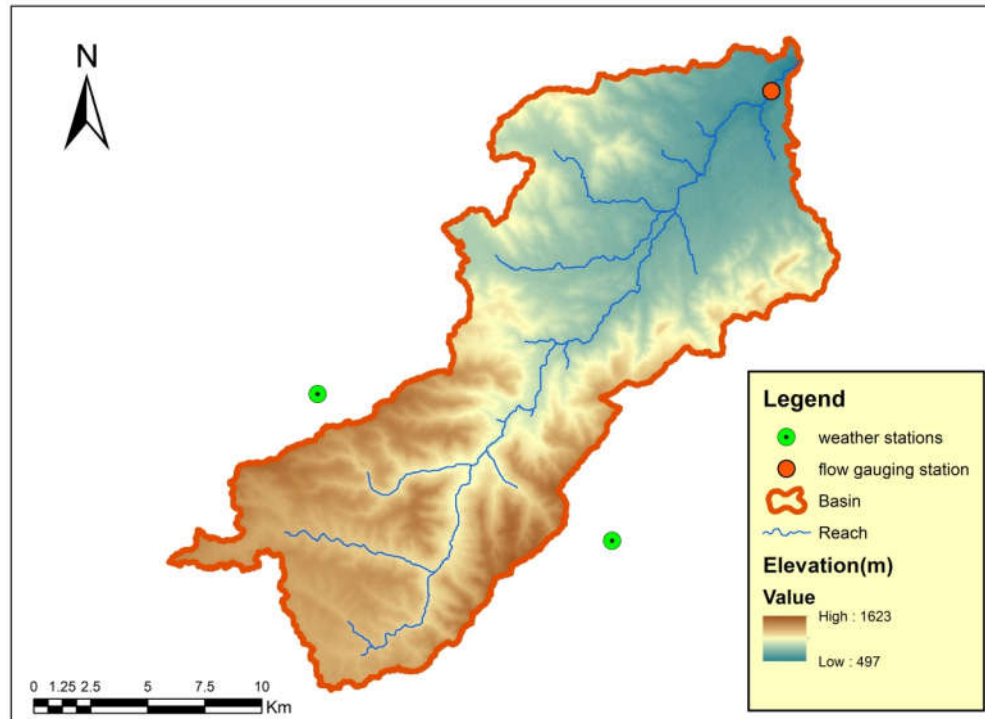 N
Legend
weather stations
flow gauging station
Basin
Reach
Elevation(m)
Value
High : 1623
Low : 497
0 1.25 2.5 5 7.5 10
Km